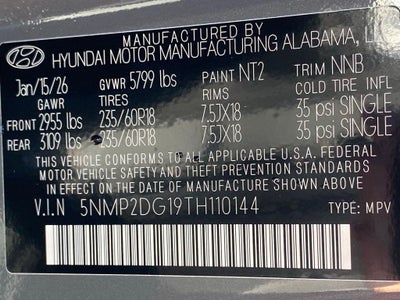 MANUFACTURED BY
HYUNDAI MOTOR MANUFACTURING ALABAMA,
Jan/15/26 GVWR 5799 lbs PAINT NT2 TRIM NNB
GAWR TIRES RIMS COLD TIRE INFL
FRONT 2955 lbs 235/60R18 7,5JX18 35 psi SINGLE
REAR 3109 lbs 235/60R18 7,5JX18 35 psi SINGLE
THIS VEHICLE CONFORMS TO ALL APPLICABLE U.S.A. FEDERAL
MOTOR VEHICLE SAFETY AND THEFT PREVENTION STANDARDS
IN EFFECT ON THE DATE OF MANUFACTURE SHOWN ABOVE.
V.I.N 5NMP2DG19TH110144 TYPE: MPV